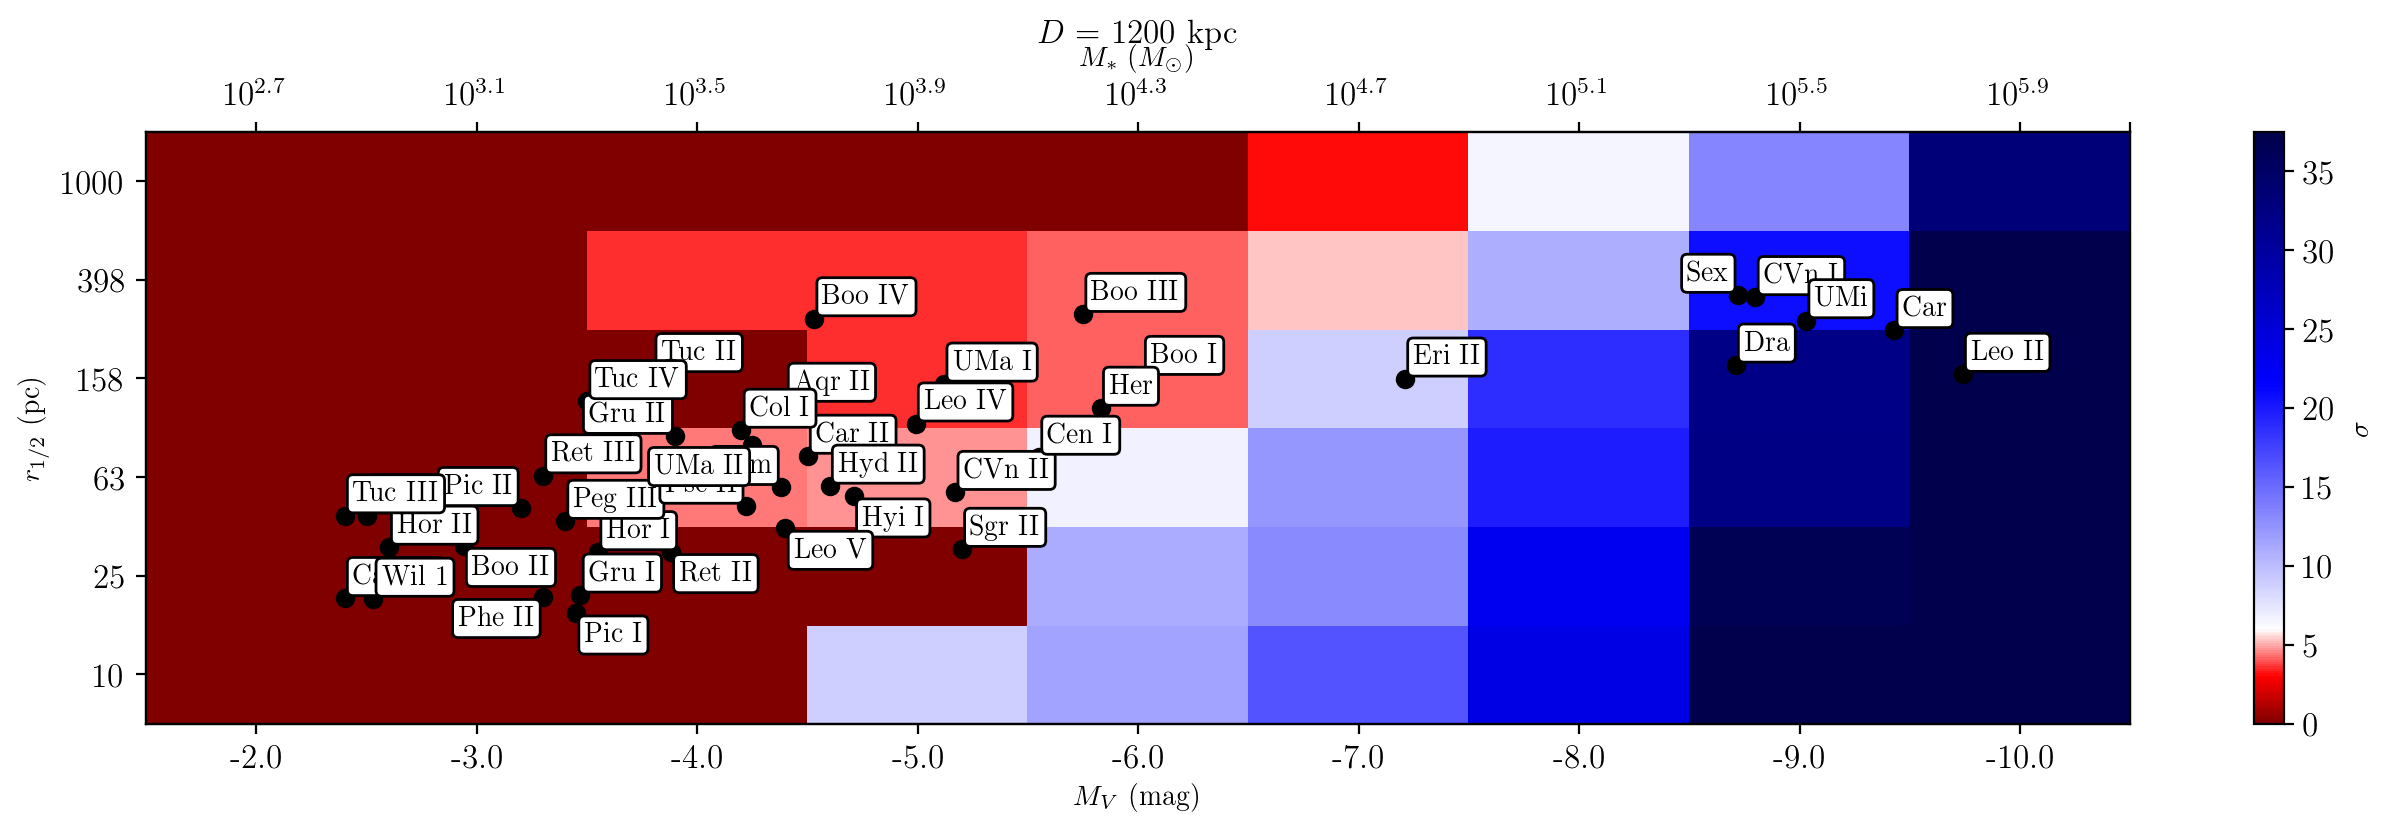 D = 1200 kpc
M* (M⊙)
10^2.7 10^3.1 10^3.5 10^3.9 10^4.3 10^4.7 10^5.1 10^5.5 10^5.9
1000
398
158
63
25
10
r1/2 (pc)
Sex
CVn I
UMi
Car
Boo IV
Boo III
Dra
Leo II
Tuc II
Tuc IV
Gru II
Aqr II
Col I
UMa I
Leo IV
Boo I
Her
Eri II
Ret III
Car II
Cen I
UMa II
Hyd II
CVn II
Tuc III
Pic II
Peg III
Hor II
Hor I
Hyi I
Sgr II
Leo V
Wil 1
Boo II
Gru I
Ret II
Phe II
Pic I
-2.0 -3.0 -4.0 -5.0 -6.0 -7.0 -8.0 -9.0 -10.0
MV (mag)
35
30
25
20
15
10
5
0
σ